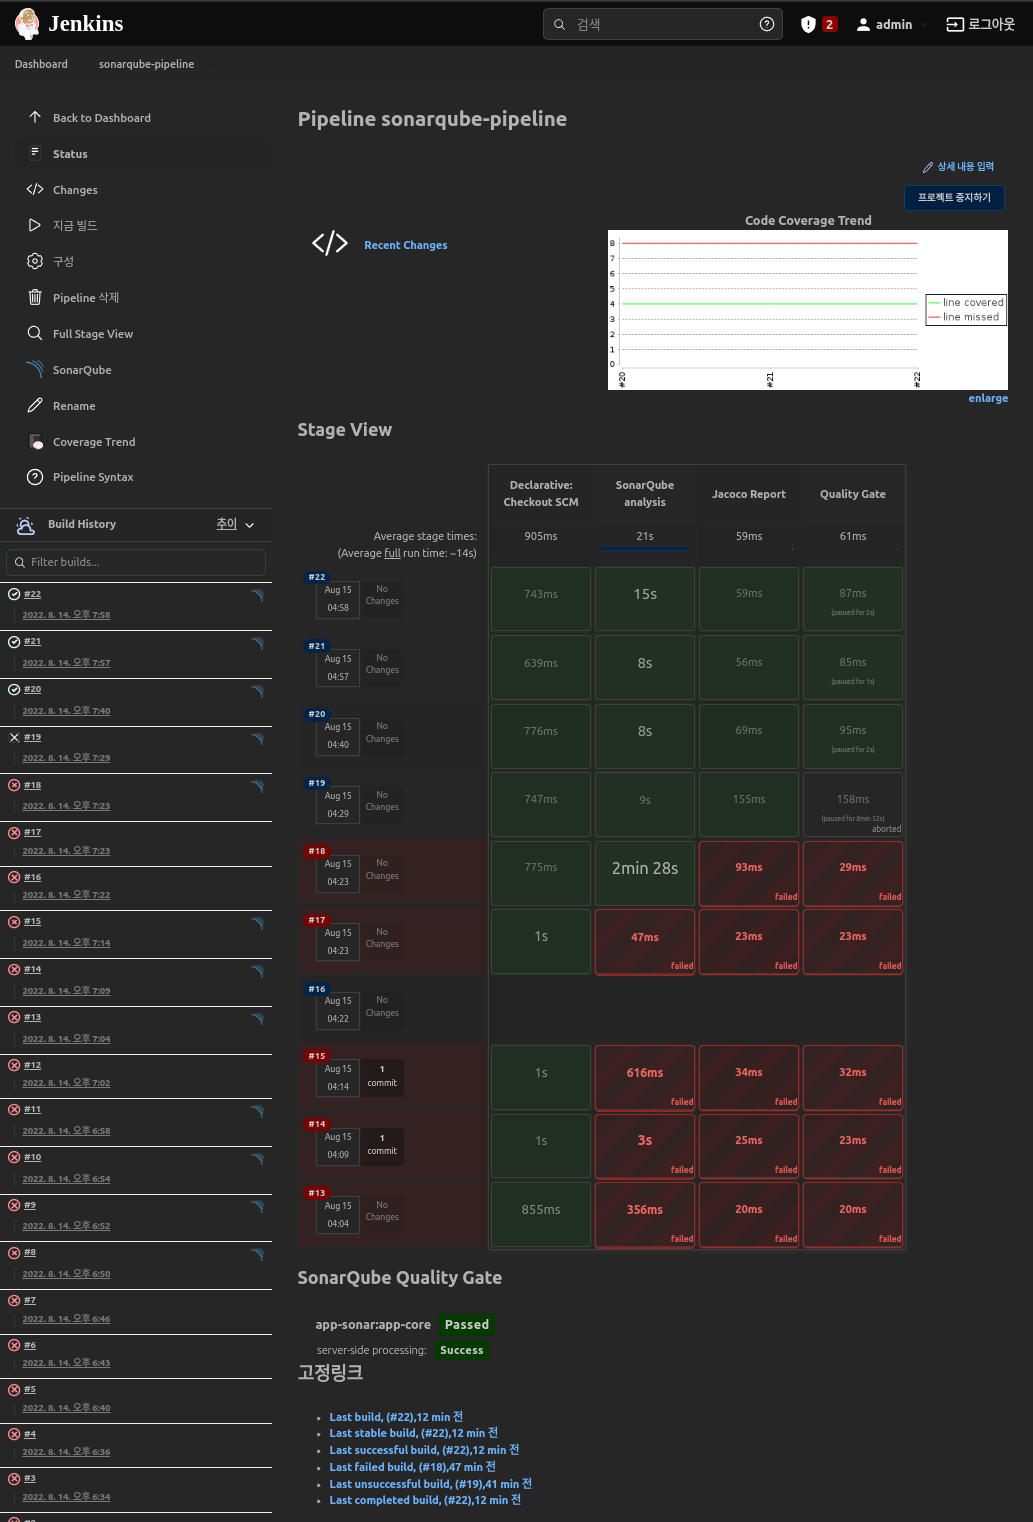 Jenkins
검색
2
admin
로그아웃
Dashboard
sonarqube-pipeline
Back to Dashboard
Status
Changes
지금 빌드
구성
Pipeline 삭제
Full Stage View
SonarQube
Rename
Coverage Trend
Pipeline Syntax
Build History
추이
Filter builds...
#22
2022. 8. 14. 오후 7:58
#21
2022. 8. 14. 오후 7:57
#20
2022. 8. 14. 오후 7:40
#19
2022. 8. 14. 오후 7:29
#18
2022. 8. 14. 오후 7:23
#17
2022. 8. 14. 오후 7:23
#16
2022. 8. 14. 오후 7:22
#15
2022. 8. 14. 오후 7:14
#14
2022. 8. 14. 오후 7:09
#13
2022. 8. 14. 오후 7:04
#12
2022. 8. 14. 오후 7:02
#11
2022. 8. 14. 오후 6:58
#10
2022. 8. 14. 오후 6:54
#9
2022. 8. 14. 오후 6:52
#8
2022. 8. 14. 오후 6:50
#7
2022. 8. 14. 오후 6:46
#6
2022. 8. 14. 오후 6:43
#5
2022. 8. 14. 오후 6:40
#4
2022. 8. 14. 오후 6:36
#3
2022. 8. 14. 오후 6:34
Pipeline sonarqube-pipeline
상세 내용 입력
프로젝트 중지하기
Recent Changes
Code Coverage Trend
8
7
6
5
4
3
2
1
0
#20
#21
#22
line covered
line missed
enlarge
Stage View
Declarative: Checkout SCM
SonarQube analysis
Jacoco Report
Quality Gate
Average stage times:
(Average full run time: ~14s)
905ms
21s
59ms
61ms
#22
Aug 15
04:58
No Changes
743ms
15s
59ms
87ms
(paused for 2s)
#21
Aug 15
04:57
No Changes
639ms
8s
56ms
85ms
(paused for 1s)
#20
Aug 15
04:40
No Changes
776ms
8s
69ms
95ms
(paused for 2s)
#19
Aug 15
04:29
No Changes
747ms
9s
155ms
158ms
(paused for 8min 52s)
aborted
#18
Aug 15
04:23
No Changes
775ms
2min 28s
93ms
failed
29ms
failed
#17
Aug 15
04:23
No Changes
1s
47ms
failed
23ms
failed
23ms
failed
#16
Aug 15
04:22
No Changes
#15
Aug 15
04:14
1 commit
1s
616ms
failed
34ms
failed
32ms
failed
#14
Aug 15
04:09
1 commit
1s
3s
failed
25ms
failed
23ms
failed
#13
Aug 15
04:04
No Changes
855ms
356ms
failed
20ms
failed
20ms
failed
SonarQube Quality Gate
app-sonar:app-core Passed
server-side processing: Success
고정링크
Last build, (#22),12 min 전
Last stable build, (#22),12 min 전
Last successful build, (#22),12 min 전
Last failed build, (#18),47 min 전
Last unsuccessful build, (#19),41 min 전
Last completed build, (#22),12 min 전